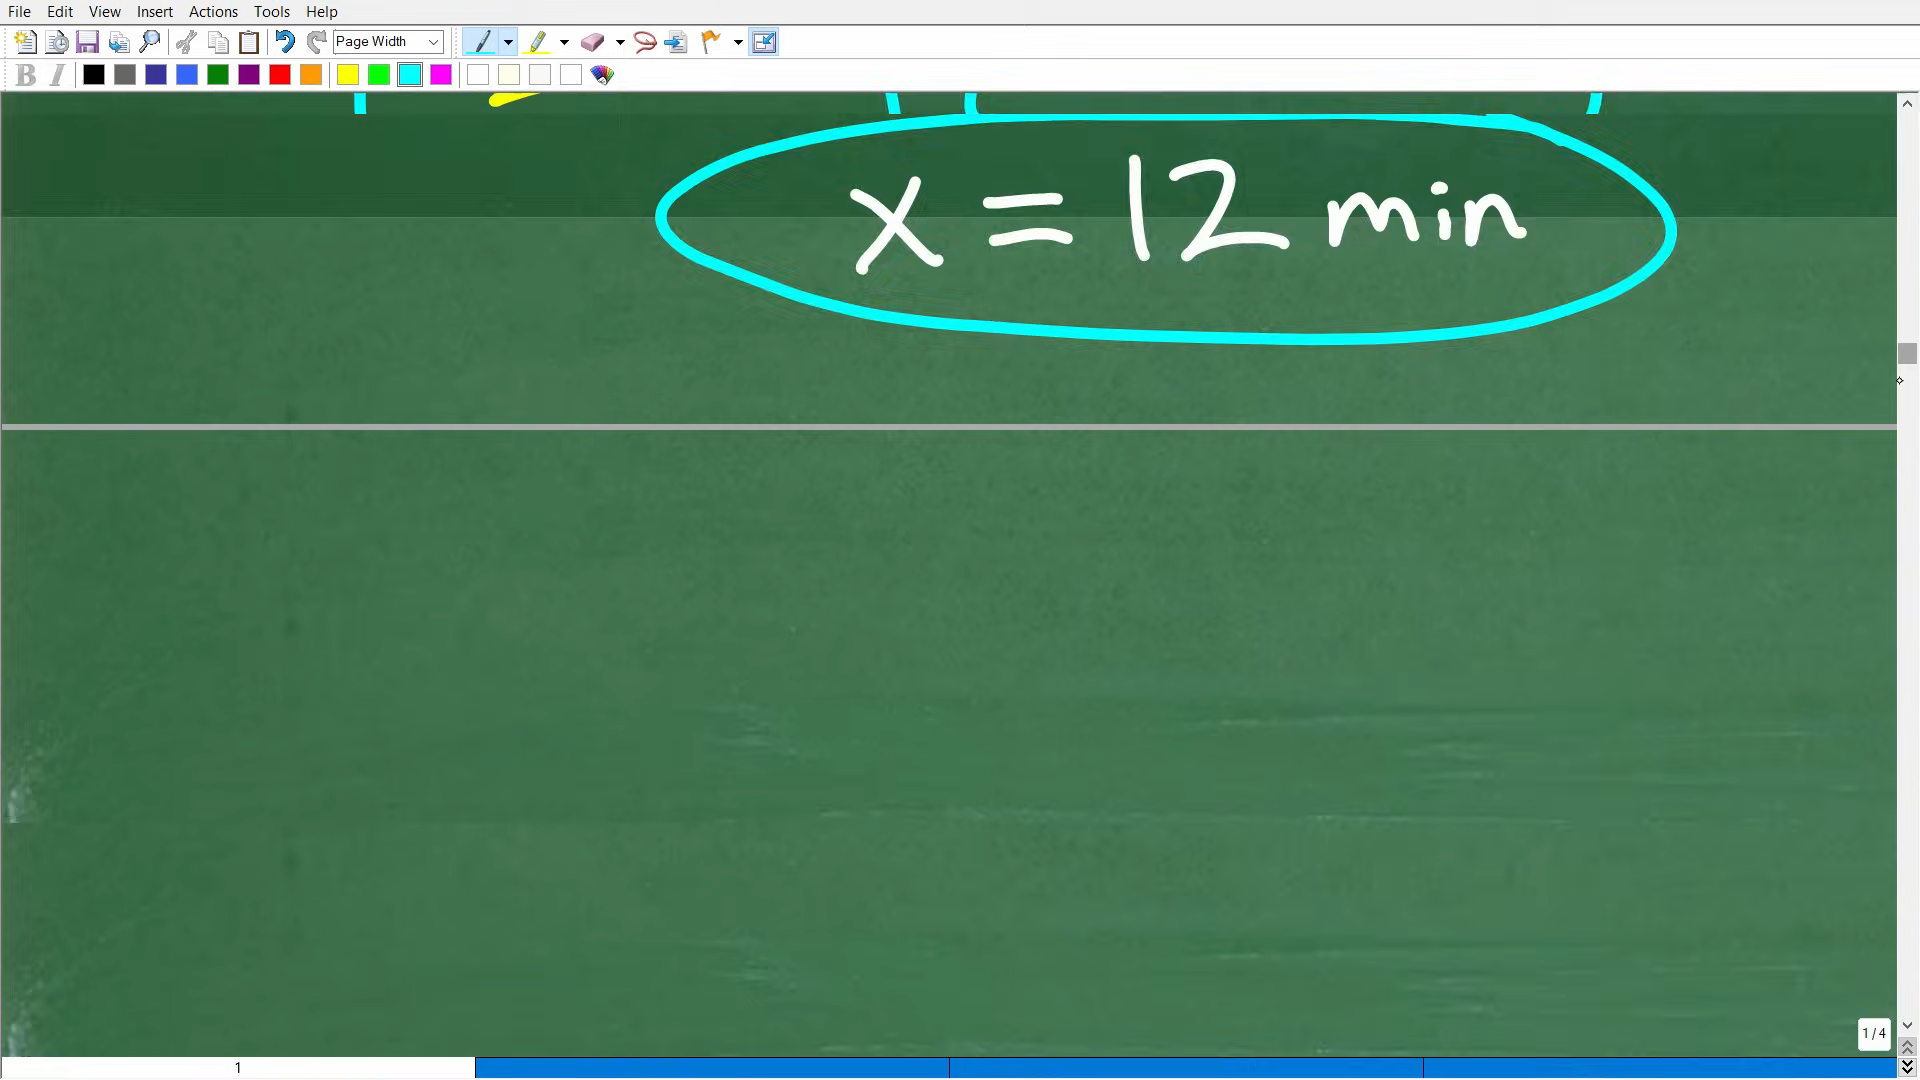 File Edit View Insert Actions Tools Help
Page Width
B I
x = 12 min
1 / 4
1